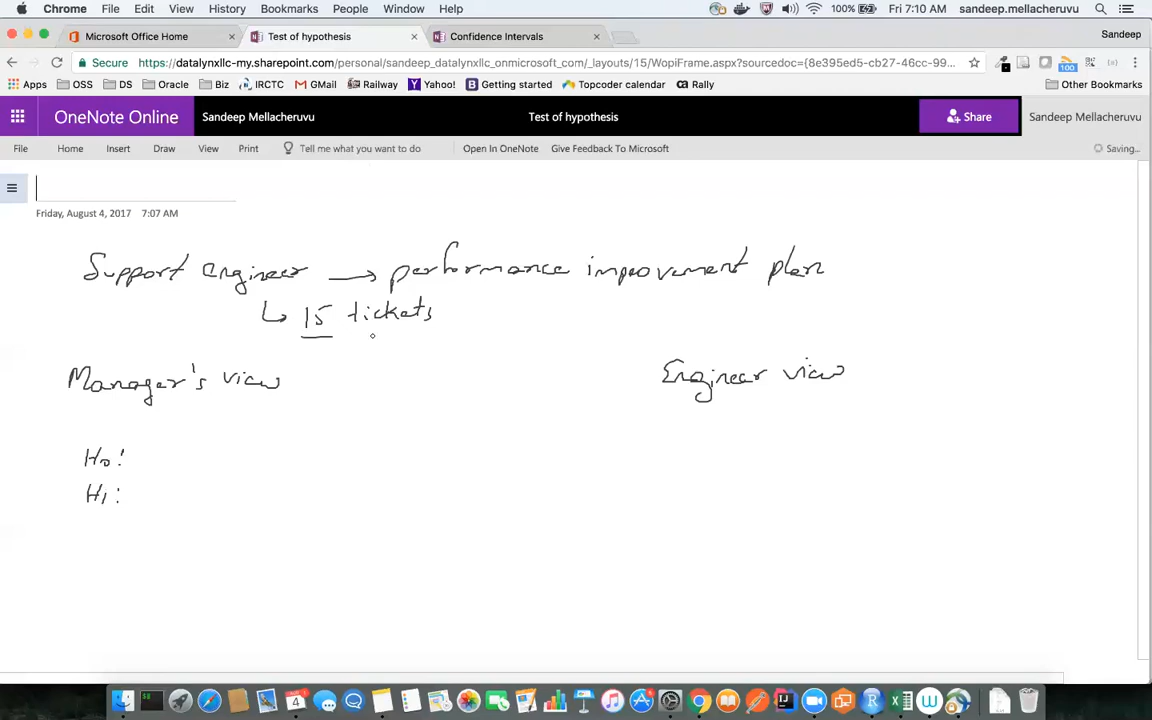 Chrome File Edit View History Bookmarks People Window Help 100% Fri 7:10 AM sandeep.mellacheruvu
Microsoft Office Home × Test of hypothesis × Confidence Intervals × Sandeep
Secure https://datalynxllc-my.sharepoint.com/personal/sandeep_datalynxllc_onmicrosoft_com/_layouts/15/WopiFrame.aspx?sourcedoc={8e395ed5-cb27-46cc-99... 100
Apps OSS DS Oracle Biz IRCTC GMail Railway Yahoo! Getting started Topcoder calendar Rally Other Bookmarks
OneNote Online Sandeep Mellacheruvu Test of hypothesis Share Sandeep Mellacheruvu
File Home Insert Draw View Print Tell me what you want to do Open In OneNote Give Feedback To Microsoft Saving...
Friday, August 4, 2017 7:07 AM
Support engineer → performance improvement plan
↳ 15 tickets
Manager's view
Engineer view
H0:
H1: